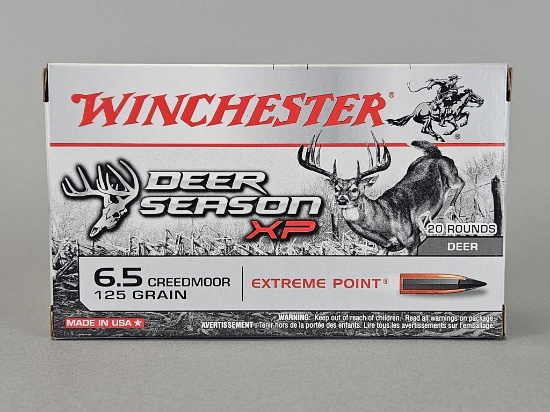 WINCHESTER®
DEER
SEASON
XP
20 ROUNDS
DEER
6.5 CREEDMOOR
125 GRAIN
EXTREME POINT®
MADE IN USA★
WARNING: Keep out of reach of children. Read all warnings on package.
AVERTISSEMENT: Tenir hors de la portée des enfants. Lire tous les avertissements sur l'emballage.